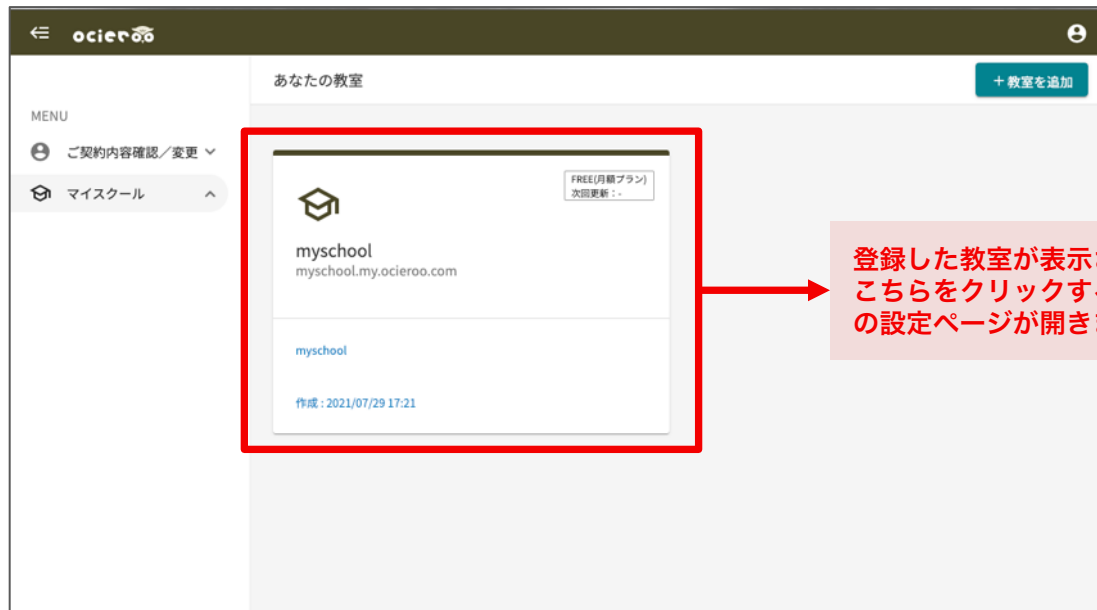 ocieroo
あなたの教室
+ 教室を追加
MENU
ご契約内容確認／変更
マイスクール
FREE(月額プラン)
次回更新 : -
myschool
myschool.my.ocieroo.com
登録した教室が表示
こちらをクリックす
の設定ページが開き
myschool
作成 : 2021/07/29 17:21